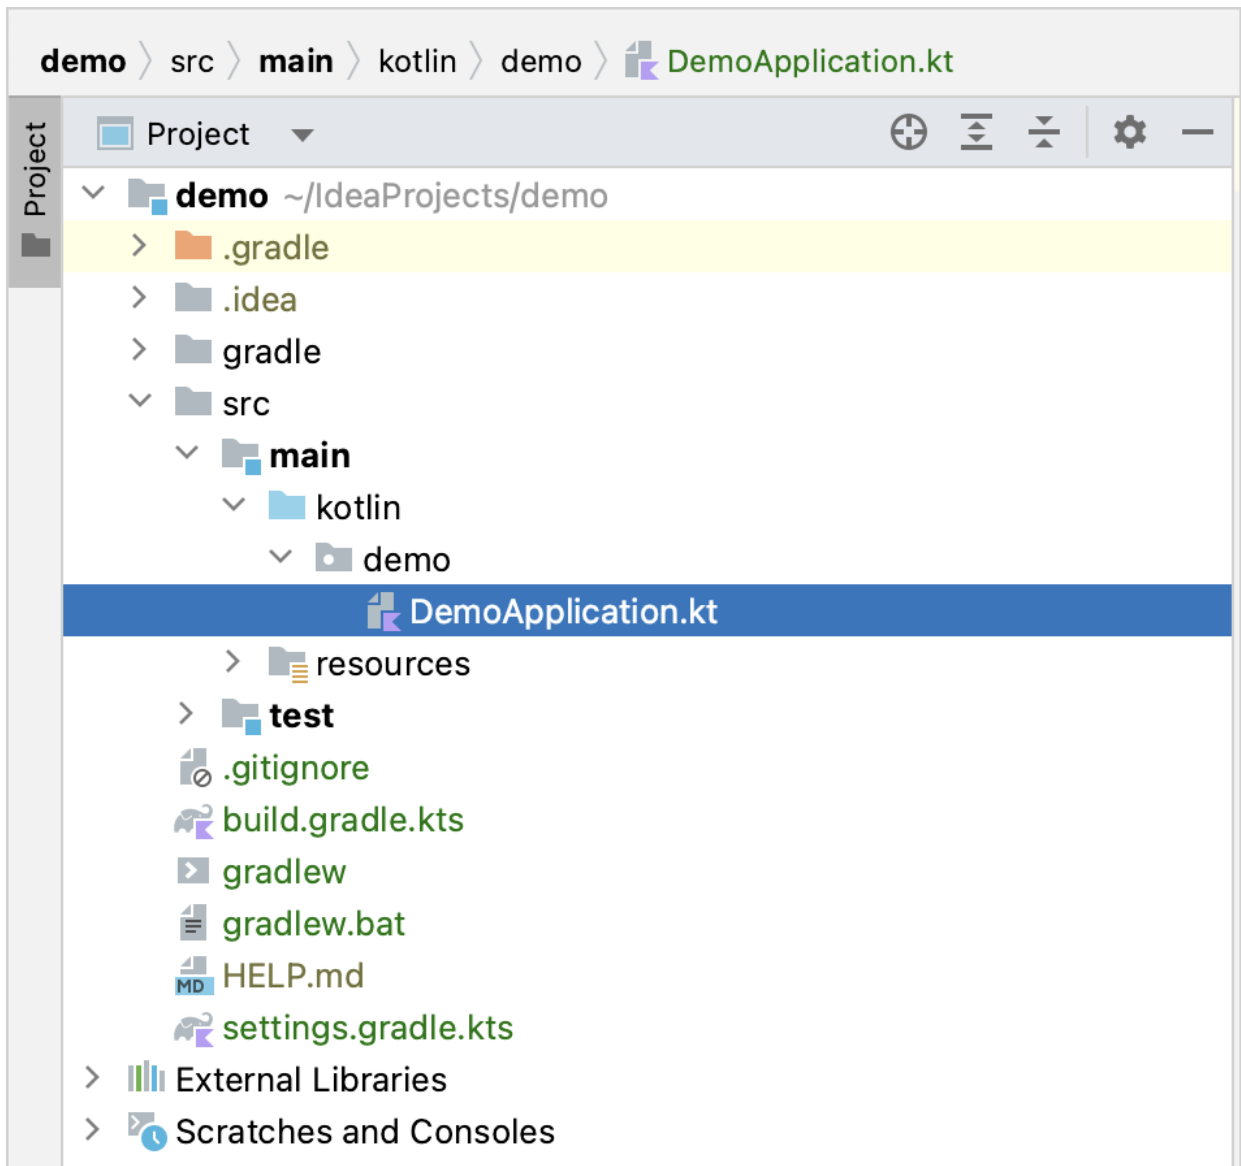 demo src main kotlin demo DemoApplication.kt
Project
Project
demo ~/IdeaProjects/demo
.gradle
.idea
gradle
src
main
kotlin
demo
DemoApplication.kt
resources
test
.gitignore
build.gradle.kts
gradlew
gradlew.bat
MD HELP.md
settings.gradle.kts
External Libraries
Scratches and Consoles